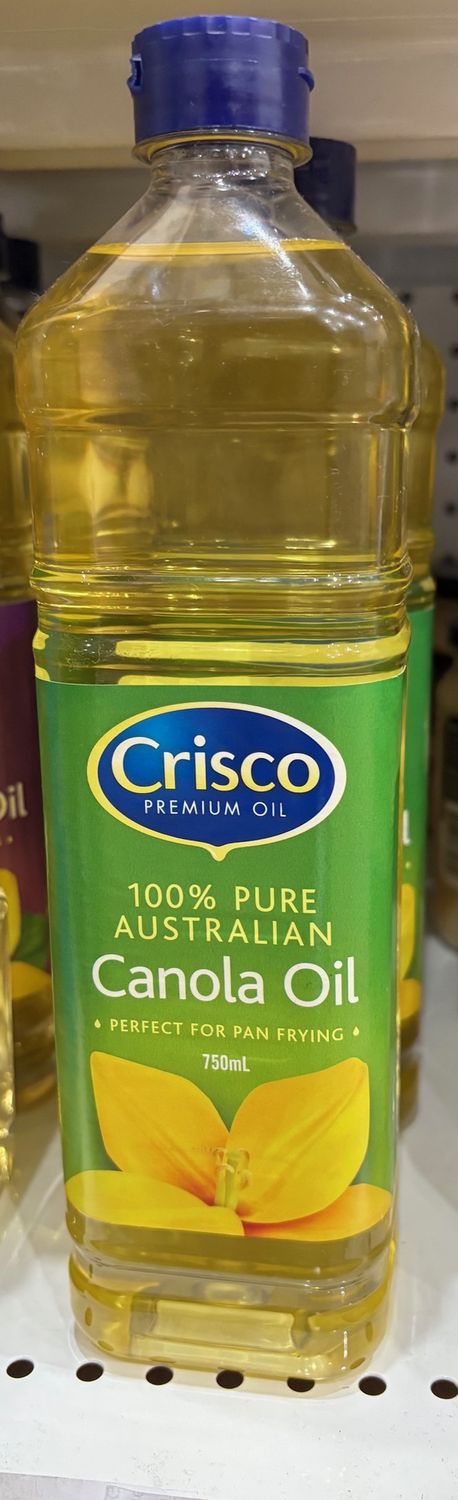 Crisco
PREMIUM OIL
100% PURE
AUSTRALIAN
Canola Oil
PERFECT FOR PAN FRYING
750mL